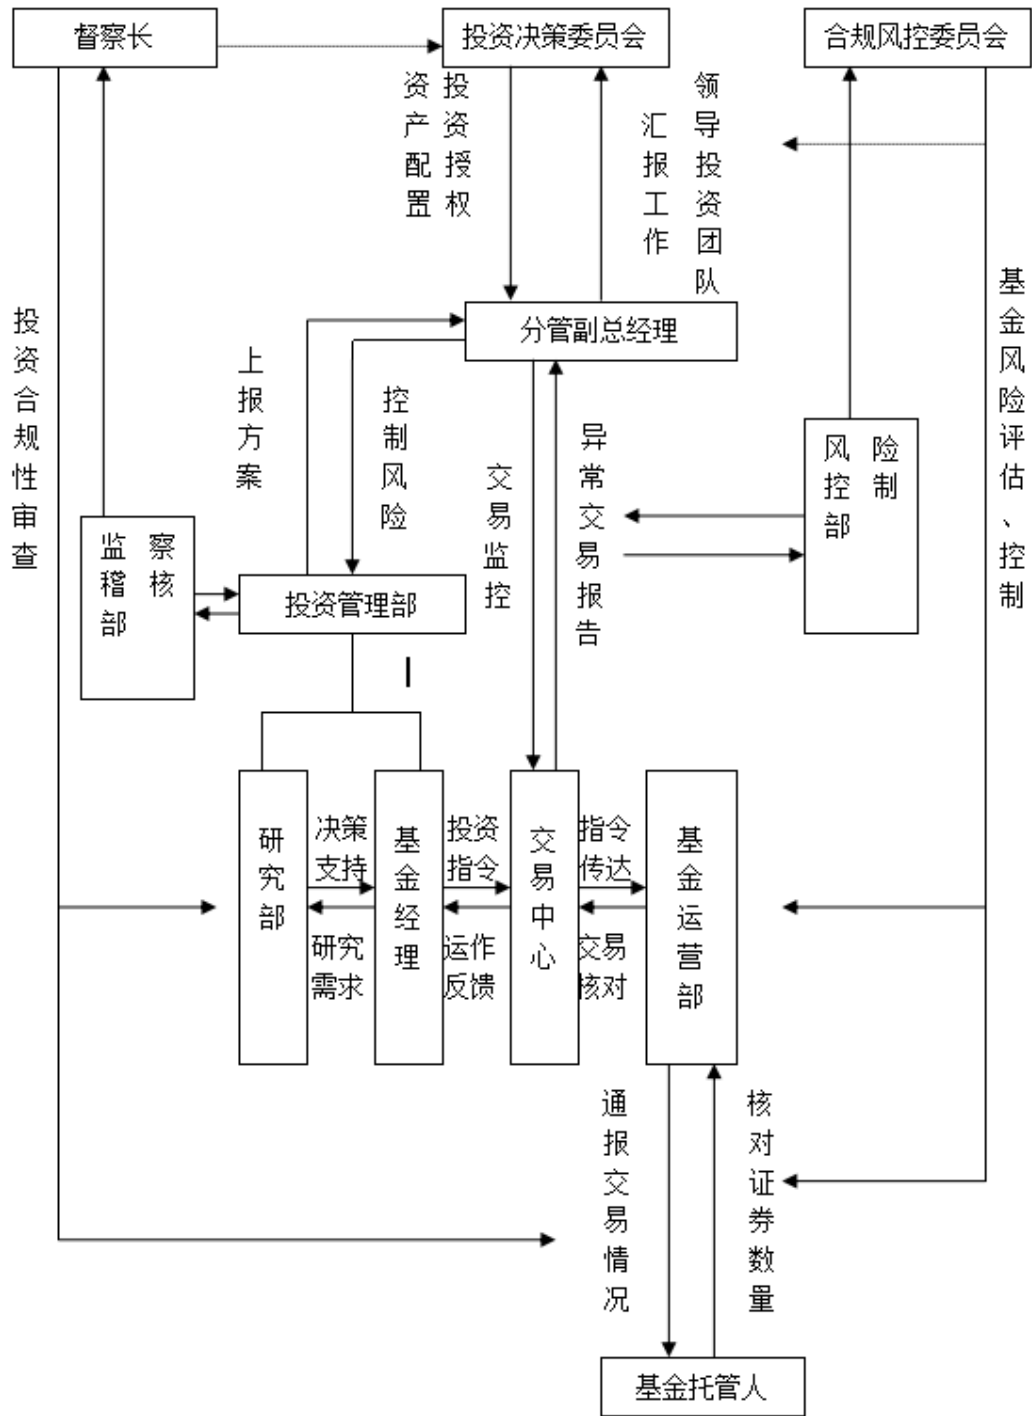 督察长
投资决策委员会
合规风控委员会
资产配置
投资授权
汇报工作
领导投资团队
投资合规性审查
上报方案
控制风险
分管副总经理
交易监控
异常交易报告
风险
控制
部
基金风险评估、控制
监察
稽核
部
投资管理部
研究部
决策
支持
研究
需求
基金经理
投资
指令
运作
反馈
交易中心
指令
传达
交易
核对
基金运营部
通报交易情况
核对证券数量
基金托管人